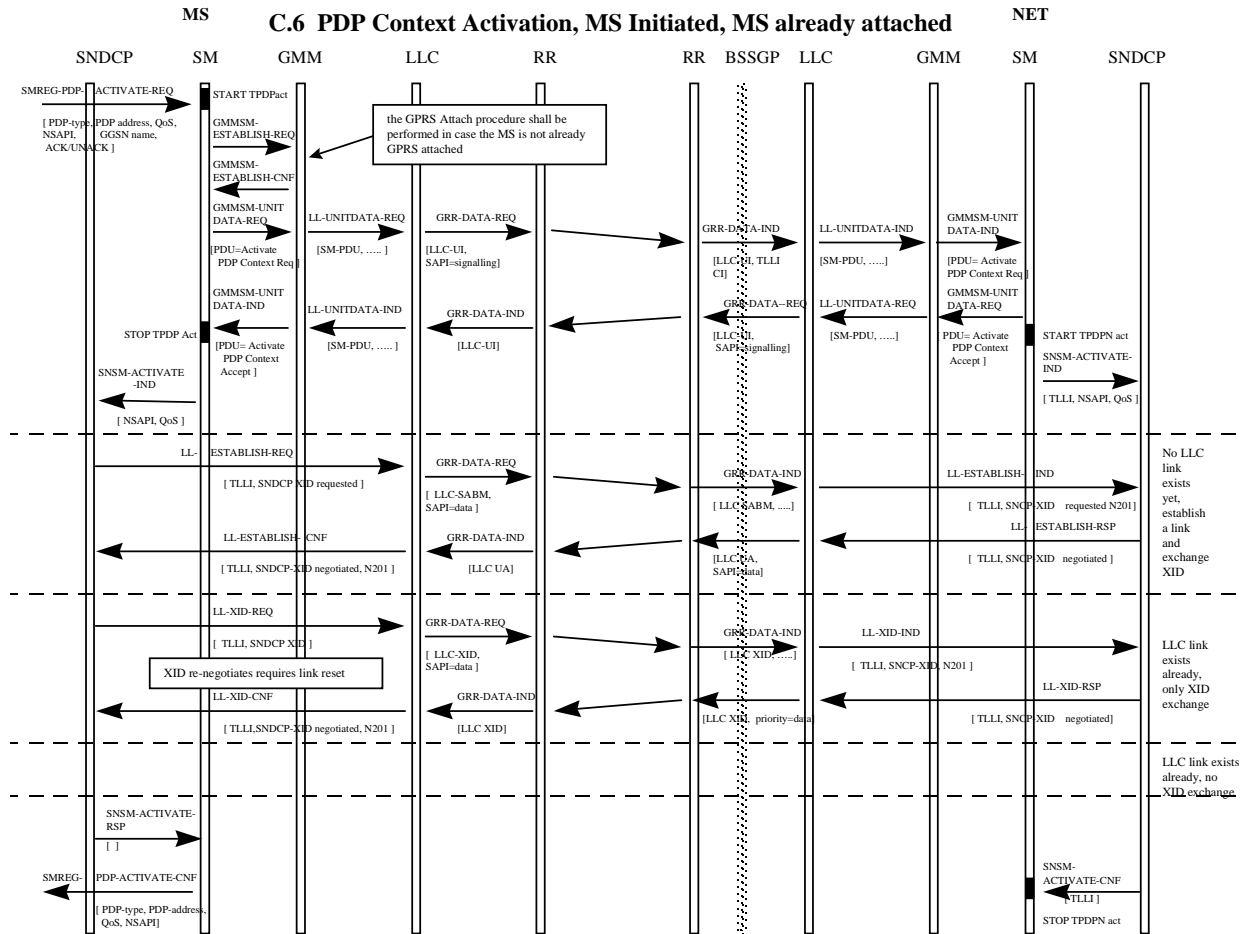 MS
C.6 PDP Context Activation, MS Initiated, MS already attached
NET
SNDCP SM GMM LLC RR RR BSSGP LLC GMM SM SNDCP
SMREG-PDP- ACTIVATE-REQ
[ PDP-type, PDP address, QoS,
NSAPI, GGSN name,
ACK/UNACK ]
START TPDPact
GMMSM-
ESTABLISH-REQ
the GPRS Attach procedure shall be
performed in case the MS is not already
GPRS attached
GMMSM-
ESTABLISH-CNF
GMMSM-UNIT
DATA-REQ
[PDU=Activate
PDP Context Req ]
LL-UNITDATA-REQ
[SM-PDU, ..... ]
GRR-DATA-REQ
[LLC-UI,
SAPI=signalling]
GRR-DATA-IND
[LLC-UI, TLLI
CI]
LL-UNITDATA-IND
[SM-PDU, .....]
GMMSM-UNIT
DATA-IND
[PDU= Activate
PDP Context Req ]
GMMSM-UNIT
DATA-IND
STOP TPDP Act
[PDU= Activate
PDP Context
Accept ]
LL-UNITDATA-IND
[SM-PDU, ..... ]
GRR-DATA-IND
[LLC-UI]
GRR-DATA--REQ
[LLC-UI,
SAPI=signalling]
LL-UNITDATA-REQ
[SM-PDU, .....]
GMMSM-UNIT
DATA-REQ
[ PDU= Activate
PDP Context
Accept ]
START TPDPN act
SNSM-ACTIVATE-
IND
[ TLLI, NSAPI, QoS ]
SNSM-ACTIVATE
-IND
[ NSAPI, QoS ]
LL- ESTABLISH-REQ
[ TLLI, SNDCP XID requested ]
GRR-DATA-REQ
[ LLC-SABM,
SAPI=data ]
GRR-DATA-IND
[ LLC SABM, .....]
LL-ESTABLISH- IND
[ TLLI, SNCP-XID requested N201]
No LLC
link
exists
yet,
establish
a link
and
exchange
XID
LL-ESTABLISH- CNF
[ TLLI, SNDCP-XID negotiated, N201 ]
GRR-DATA-IND
[LLC UA]
[LLC UA,
SAPI=data]
LL- ESTABLISH-RSP
[ TLLI, SNCP-XID negotiated ]
LL-XID-REQ
[ TLLI, SNDCP XID ]
GRR-DATA-REQ
[ LLC-XID,
SAPI=data ]
GRR-DATA-IND
[ LLC XID, .....]
LL-XID-IND
[ TLLI, SNCP-XID, N201 ]
LLC link
exists
already,
only XID
exchange
XID re-negotiates requires link reset
LL-XID-CNF
[ TLLI,SNDCP-XID negotiated, N201 ]
GRR-DATA-IND
[LLC XID]
[LLC XID, priority=data]
LL-XID-RSP
[ TLLI, SNCP-XID negotiated]
LLC link exists
already, no
XID exchange
SNSM-ACTIVATE-
RSP
[ ]
SMREG- PDP-ACTIVATE-CNF
[ PDP-type, PDP-address,
QoS, NSAPI]
SNSM-
ACTIVATE-CNF
[TLLI ]
STOP TPDPN act